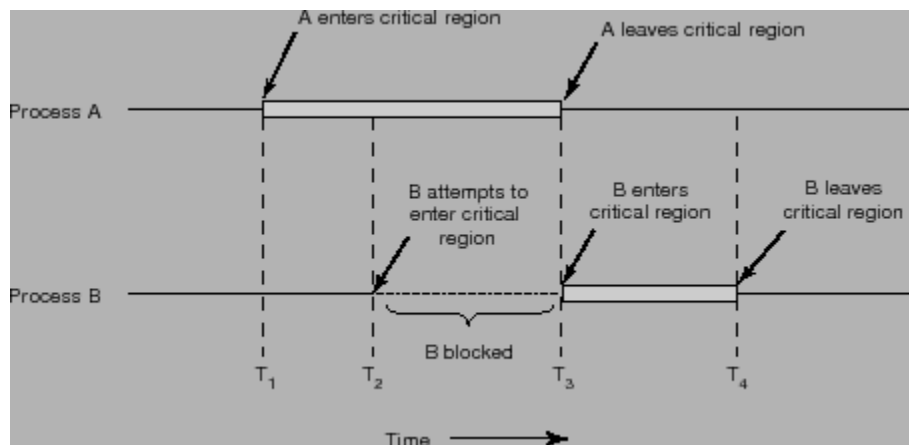 A enters critical region
A leaves critical region
Process A
B attempts to
enter critical
region
B enters
critical region
B leaves
critical region
Process B
B blocked
T1
T2
T3
T4
Time